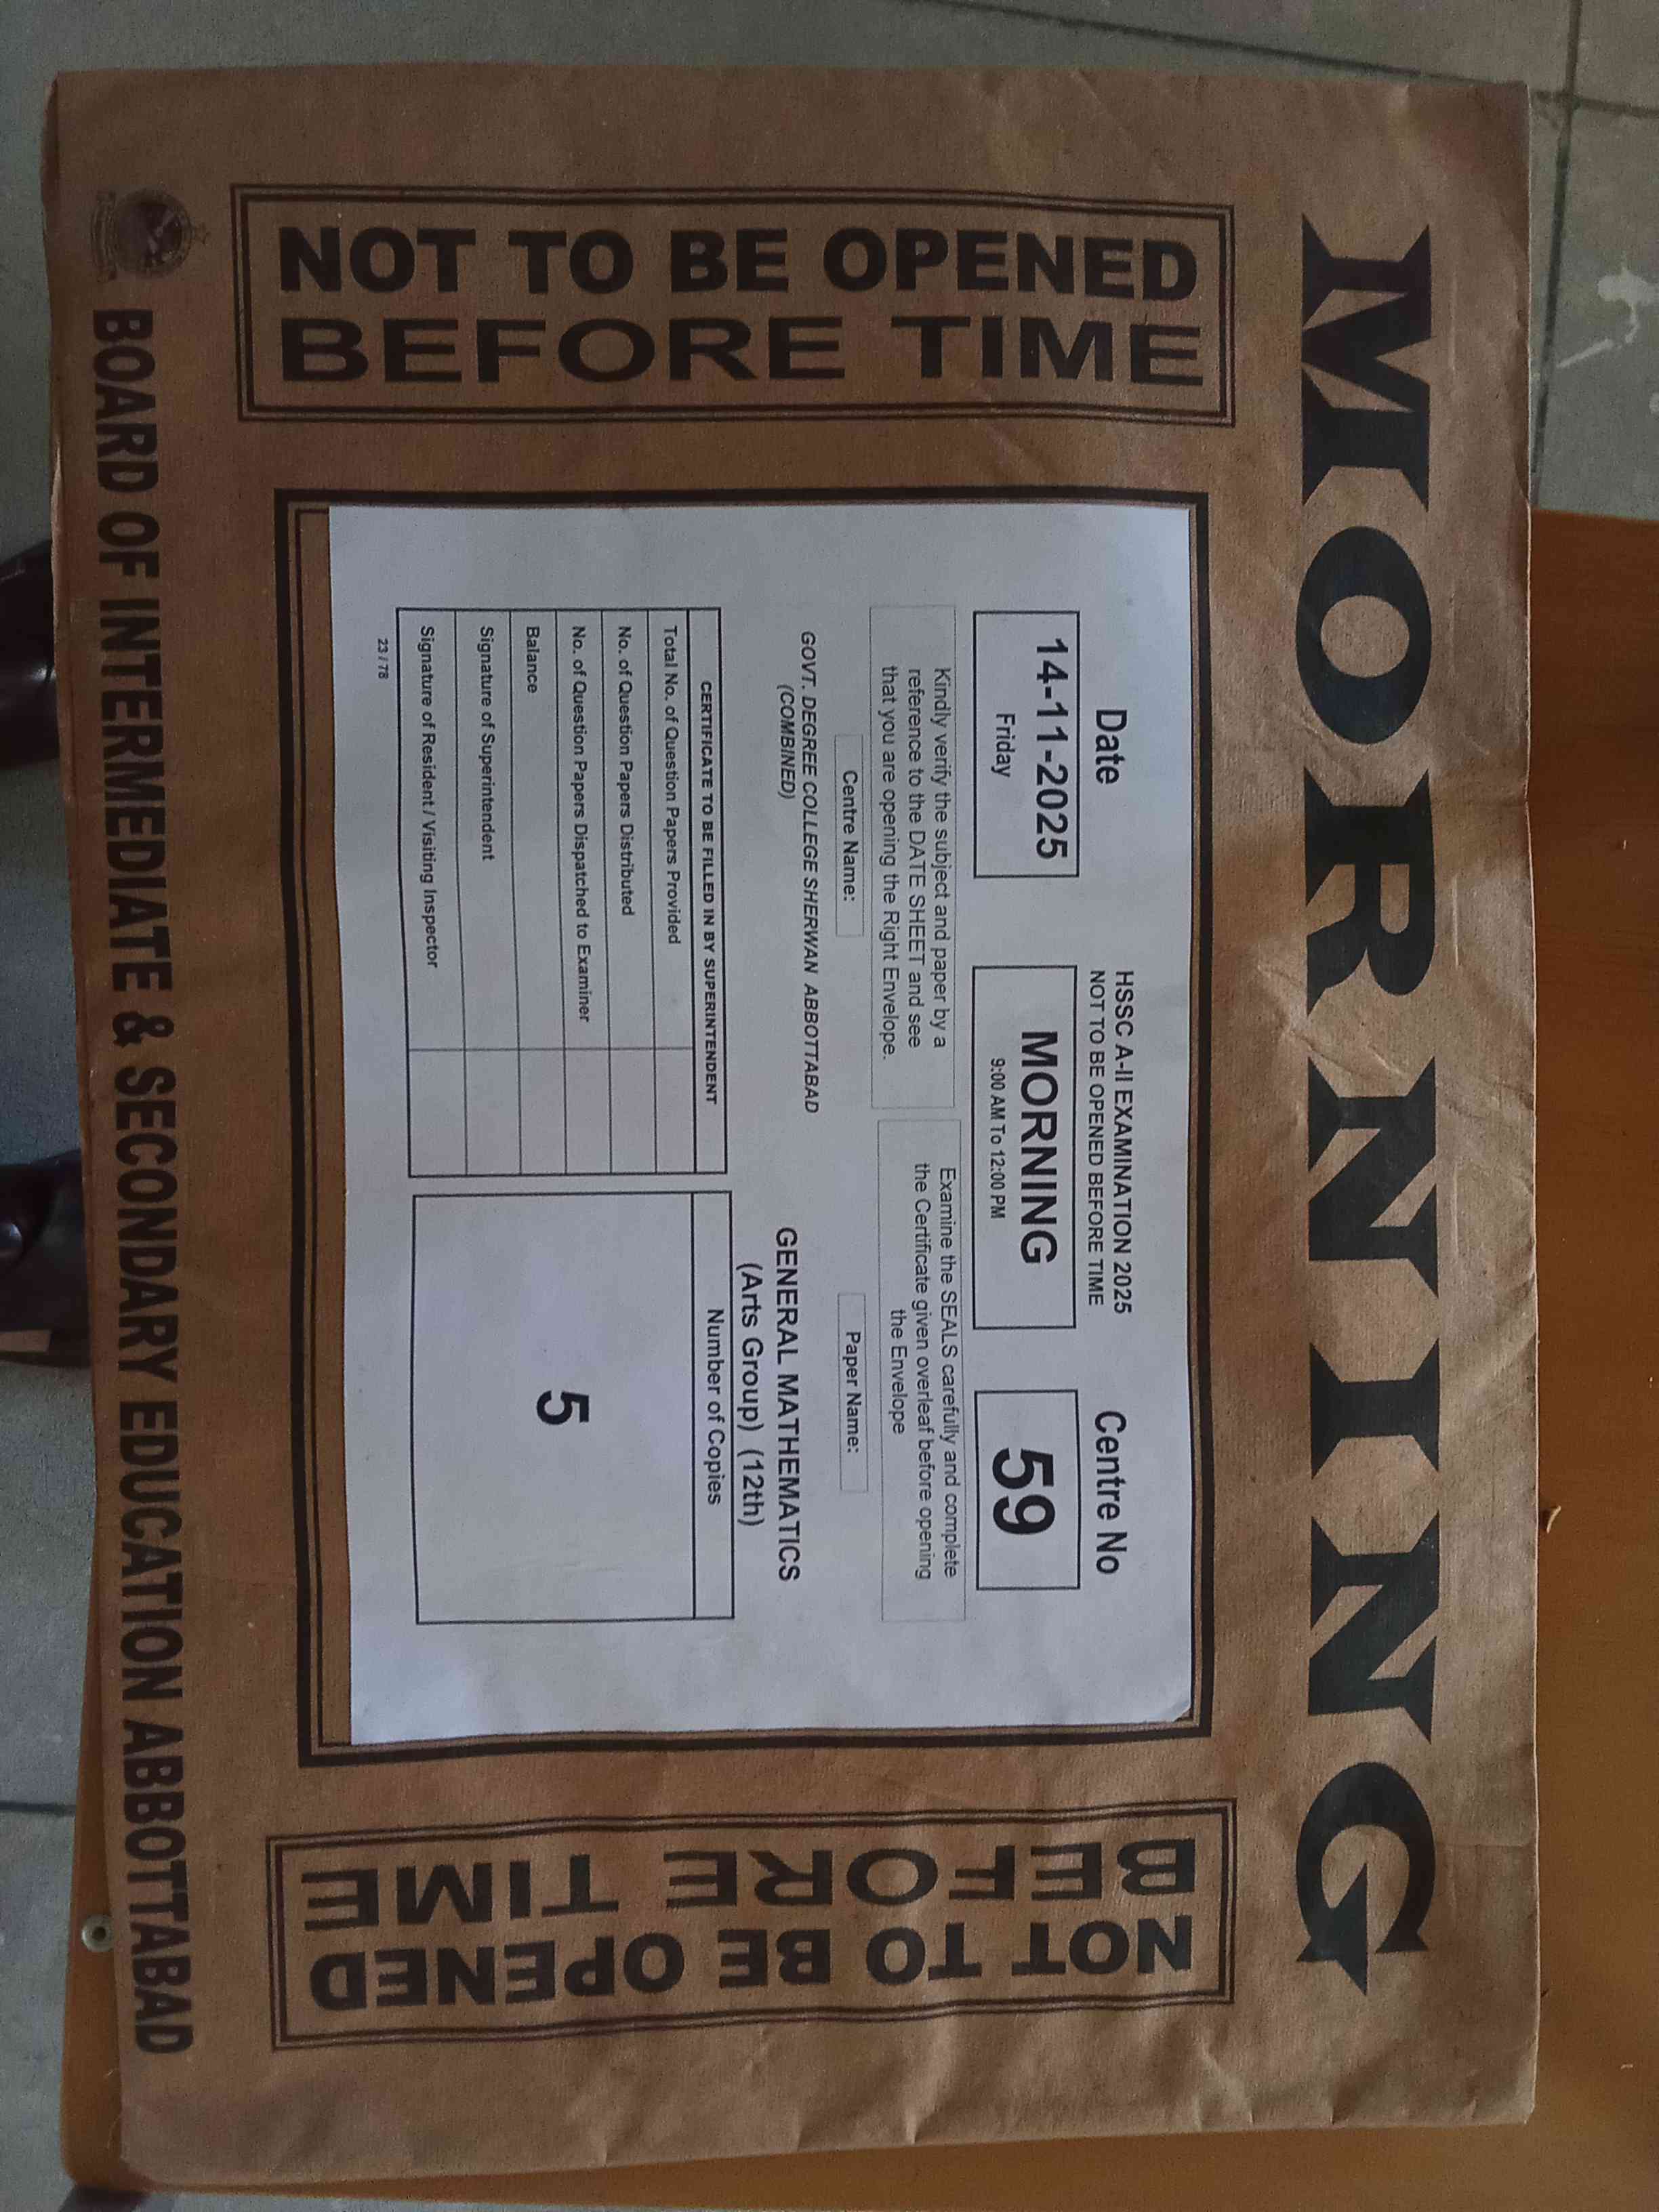 MORNING
NOT TO BE OPENED
BEFORE TIME
Date
14-11-2025
Friday
HSSC A-II EXAMINATION 2025
NOT TO BE OPENED BEFORE TIME
MORNING
9:00 AM To 12:00 PM
Centre No
59
Kindly verify the subject and paper by a
reference to the DATE SHEET and see
that you are opening the Right Envelope.
Examine the SEALS carefully and complete
the Certificate given overleaf before opening
the Envelope
Centre Name:
GOVT. DEGREE COLLEGE SHERWAN ABBOTTABAD
(COMBINED)
Paper Name:
GENERAL MATHEMATICS
(Arts Group) (12th)
CERTIFICATE TO BE FILLED IN BY SUPERINTENDENT
Total No. of Question Papers Provided
No. of Question Papers Distributed
No. of Question Papers Dispatched to Examiner
Balance
Signature of Superintendent
Signature of Resident / Visiting Inspector
Number of Copies
5
23 / 78
NOT TO BE OPENED
BEFORE TIME
BOARD OF INTERMEDIATE & SECONDARY EDUCATION ABBOTTABAD